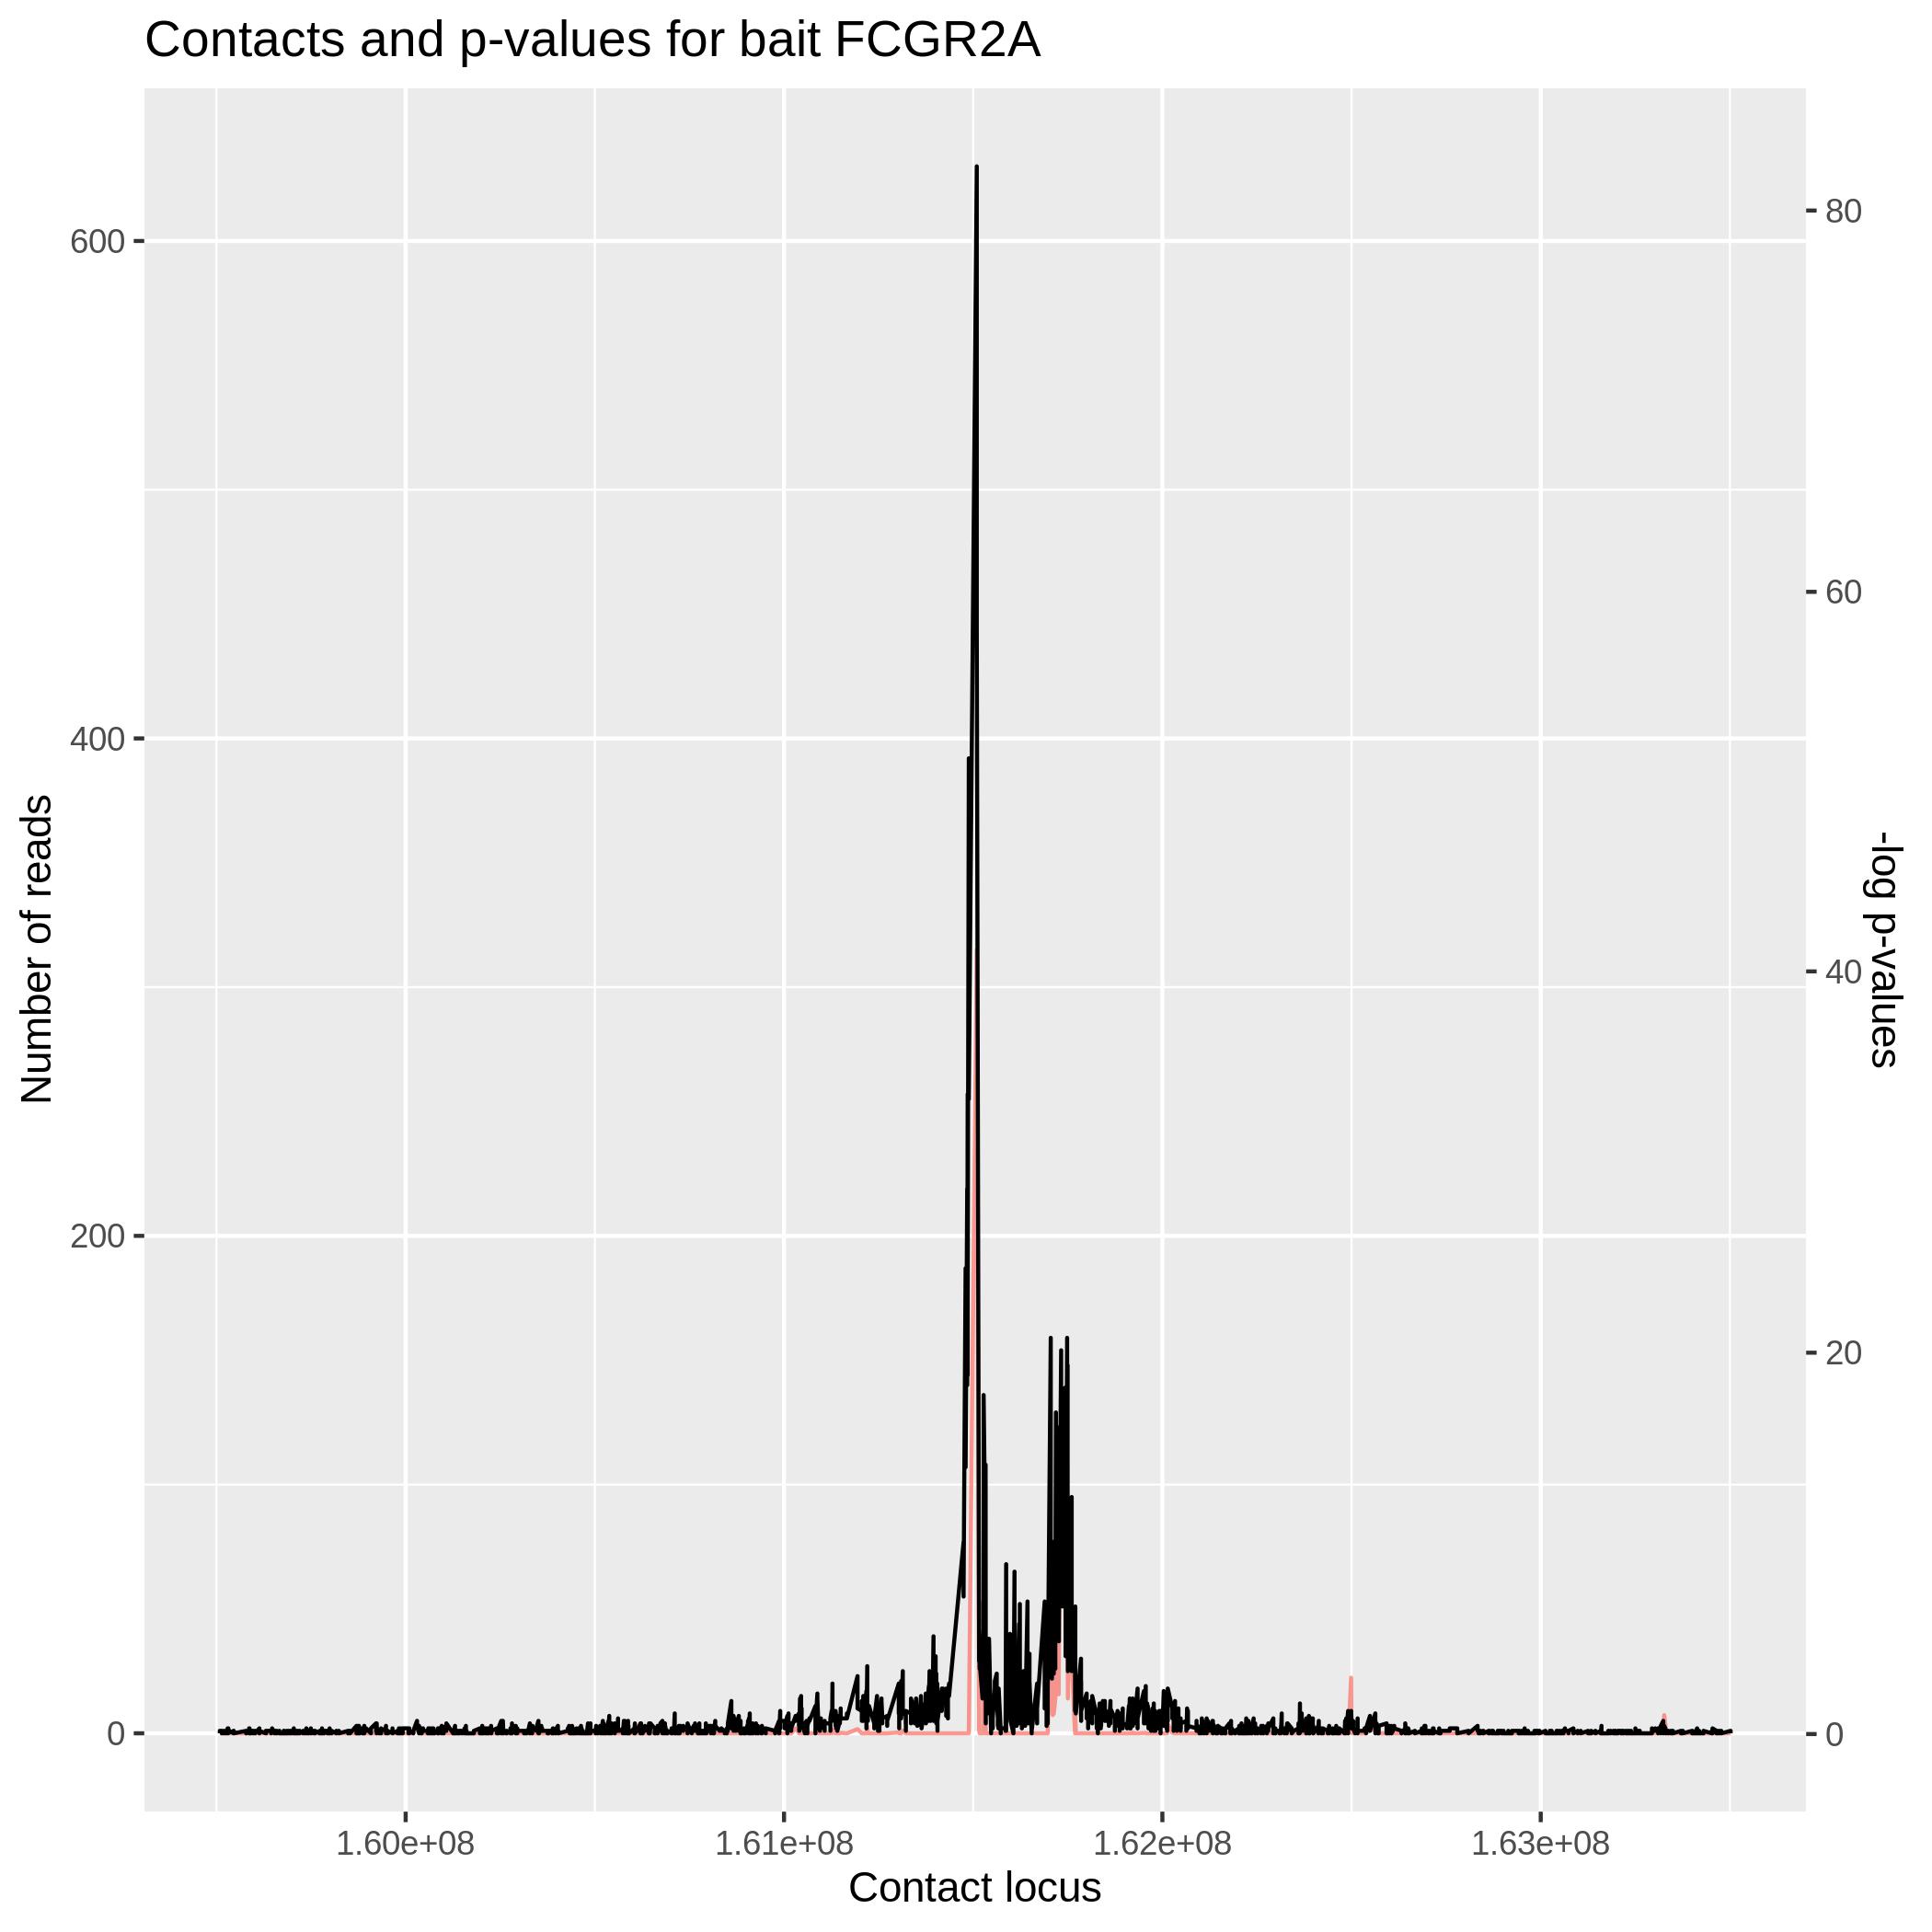 Contacts and p-values for bait FCGR2A
Number of reads
600
400
200
0
80
60
40
20
0
-log p-values
1.60e+08
1.61e+08
1.62e+08
1.63e+08
Contact locus